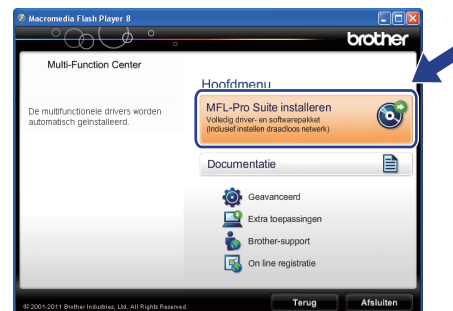 Macromedia Flash Player 8
brother
Multi-Function Center
De multifunctionele drivers worden
automatisch geïnstalleerd.
Hoofdmenu
MFL-Pro Suite installeren
Volledig driver- en softwarepakket
(Inclusief instellen draadloos netwerk)
Documentatie
Geavanceerd
Extra toepassingen
Brother-support
On line registratie
© 2001-2011 Brother Industries, Ltd. All Rights Reserved.
Terug
Afsluiten